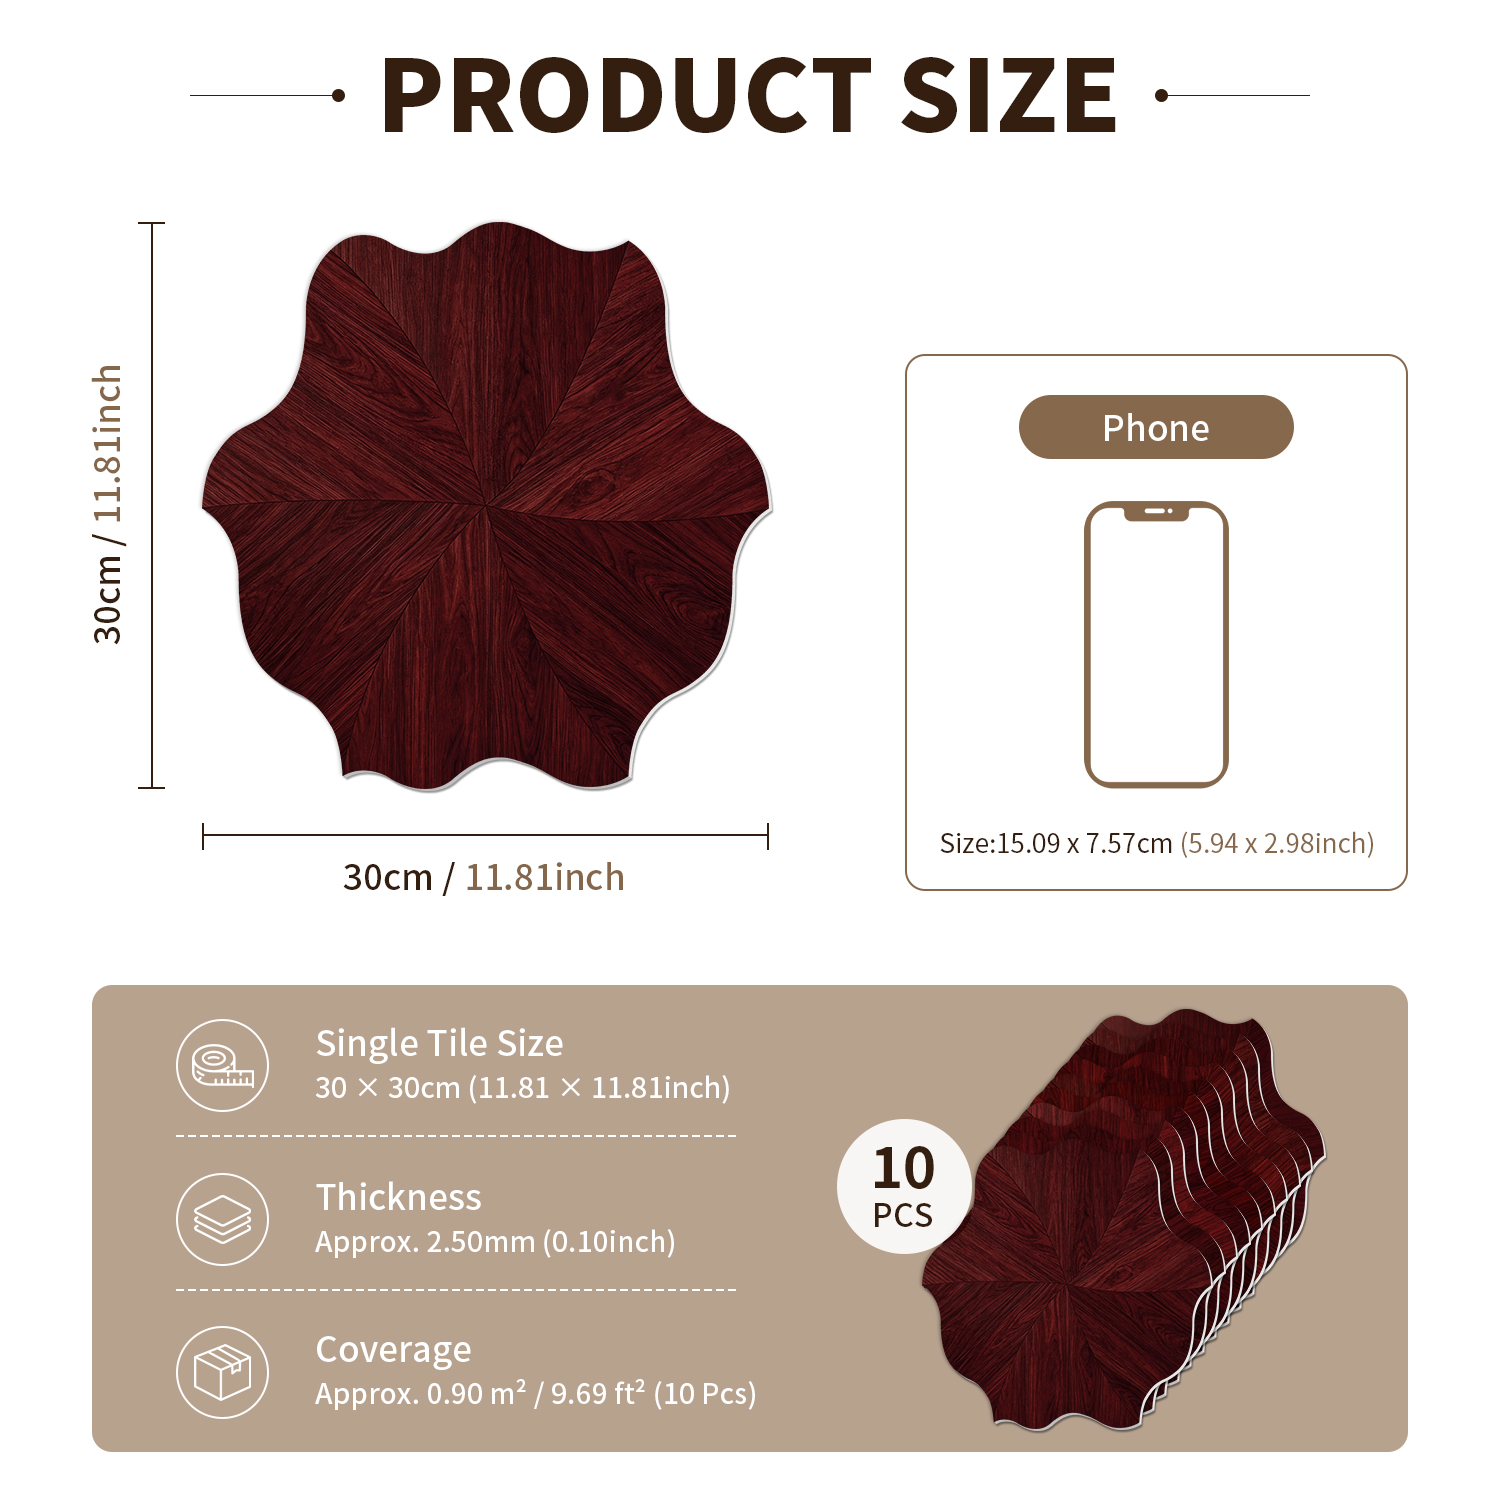 PRODUCT SIZE
30cm / 11.81inch
30cm / 11.81inch
Phone
Size:15.09 x 7.57cm (5.94 x 2.98inch)
Single Tile Size
30 × 30cm (11.81 × 11.81inch)
Thickness
Approx. 2.50mm (0.10inch)
Coverage
Approx. 0.90 m² / 9.69 ft² (10 Pcs)
10
PCS